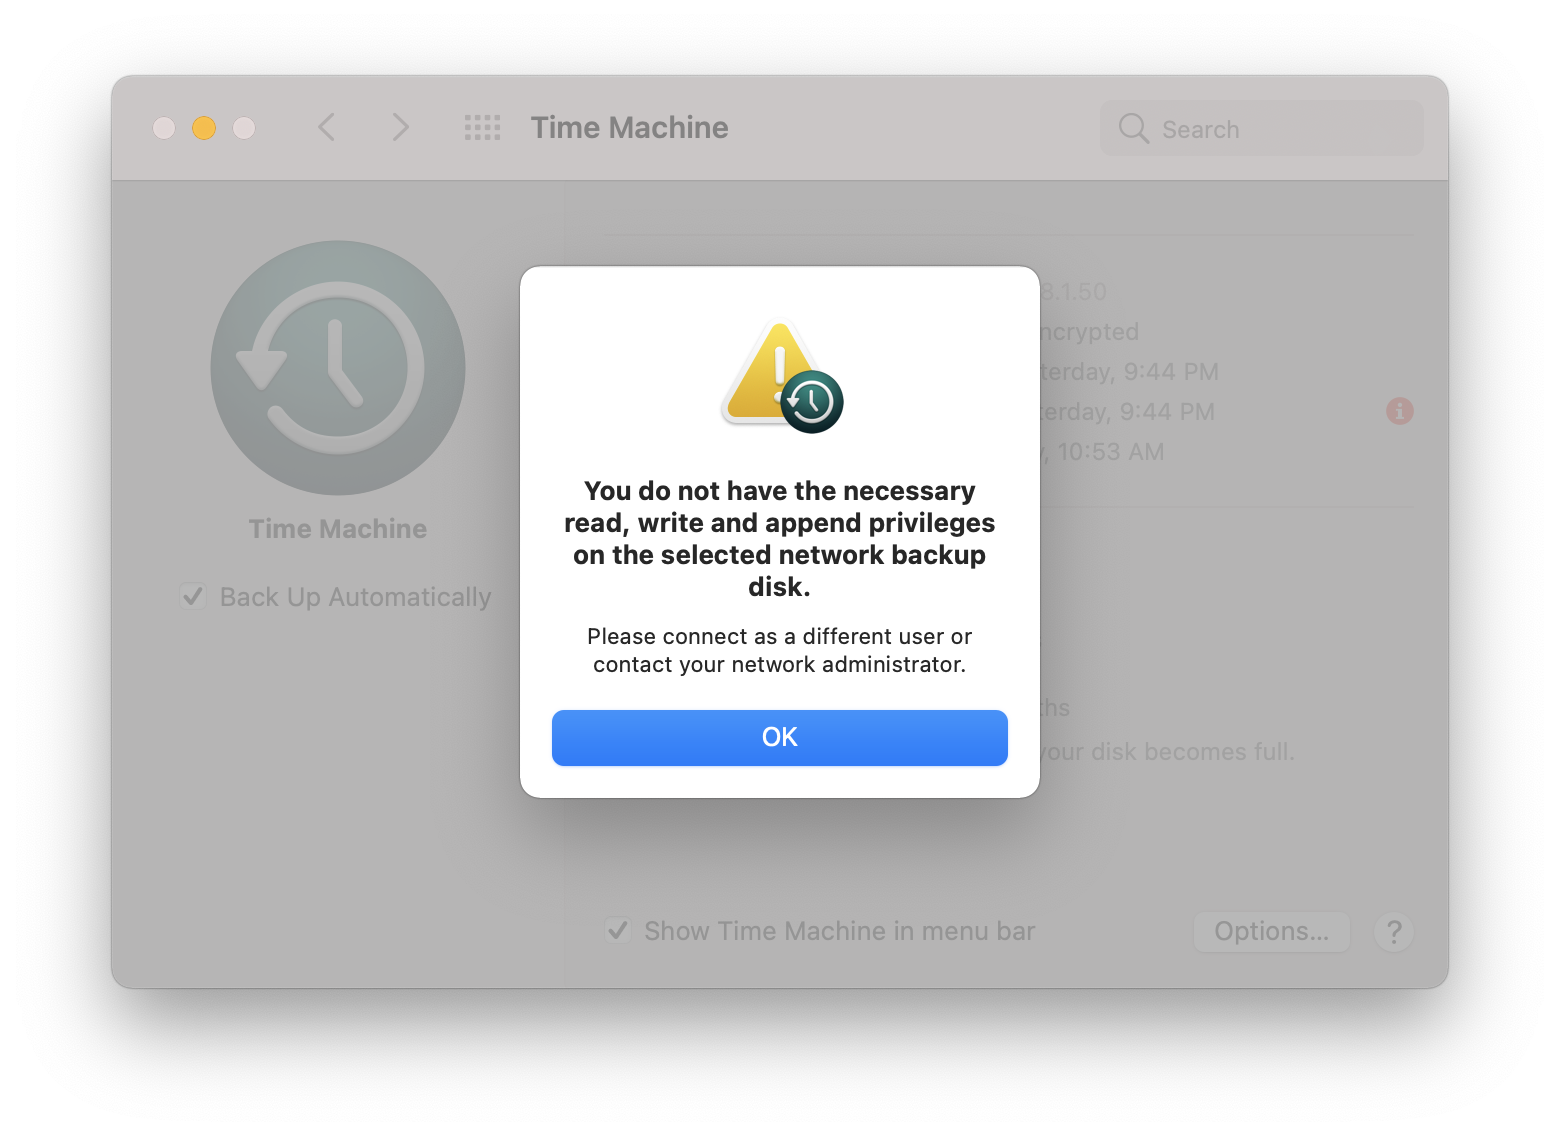 Time Machine
Search
3.1.50
ncrypted
terday, 9:44 PM
terday, 9:44 PM
, 10:53 AM
Time Machine
Back Up Automatically
You do not have the necessary
read, write and append privileges
on the selected network backup
disk.
Please connect as a different user or
contact your network administrator.
OK
ths
your disk becomes full.
Show Time Machine in menu bar
Options...
?